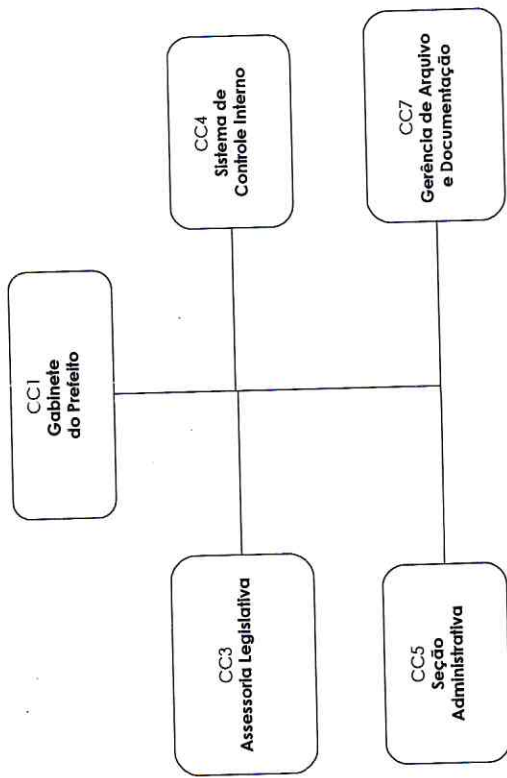 CC1
Gabinete
do Prefeito
CC3
Assessoria Legislativa
CC4
Sistema de
Controle Interno
CC5
Seção
Administrativa
CC7
Gerência de Arquivo
e Documentação